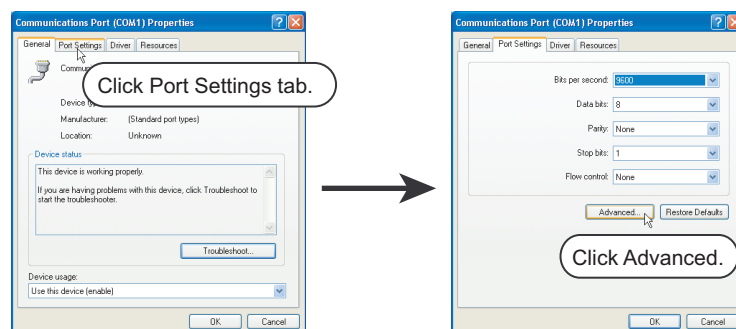 Communications Port (COM1) Properties
General Port Settings Driver Resources
Click Port Settings tab.
Manufacturer: (Standard port types)
Location: Unknown
Device status
This device is working properly.
If you are having problems with this device, click Troubleshoot to
start the troubleshooter.
Troubleshoot...
Device usage:
Use this device (enable)
OK Cancel
Communications Port (COM1) Properties
General Port Settings Driver Resources
Bits per second: 9600
Data bits: 8
Parity: None
Stop bits: 1
Flow control: None
Advanced... Restore Defaults
Click Advanced.
OK Cancel